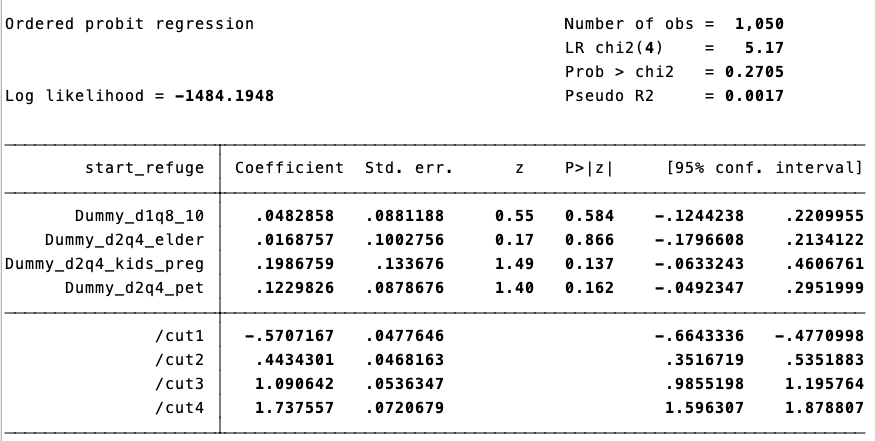 Ordered probit regression Number of obs = 1,050
LR chi2(4) = 5.17
Prob > chi2 = 0.2705
Log likelihood = -1484.1948 Pseudo R2 = 0.0017
start_refuge Coefficient Std. err. z P>|z| [95% conf. interval]
Dummy_d1q8_10 .0482858 .0881188 0.55 0.584 -.1244238 .2209955
Dummy_d2q4_elder .0168757 .1002756 0.17 0.866 -.1796608 .2134122
Dummy_d2q4_kids_preg .1986759 .133676 1.49 0.137 -.0633243 .4606761
Dummy_d2q4_pet .1229826 .0878676 1.40 0.162 -.0492347 .2951999
/cut1 -.5707167 .0477646 -.6643336 -.4770998
/cut2 .4434301 .0468163 .3516719 .5351883
/cut3 1.090642 .0536347 .9855198 1.195764
/cut4 1.737557 .0720679 1.596307 1.878807